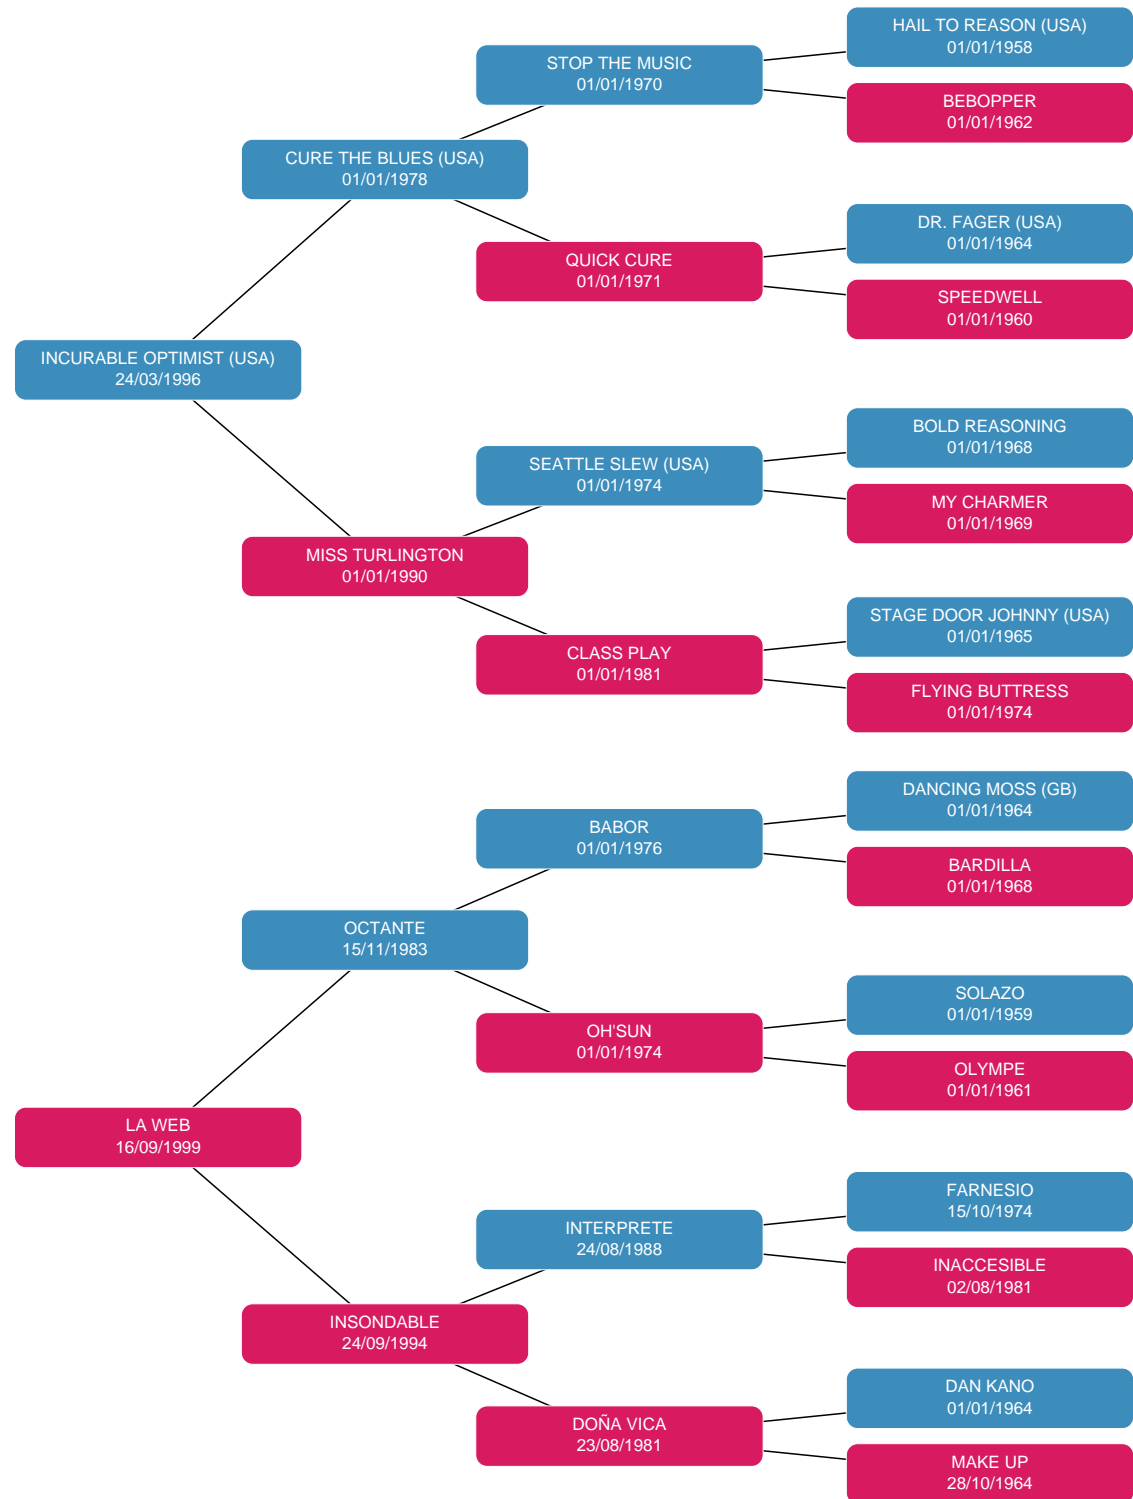 HAIL TO REASON (USA)
01/01/1958
STOP THE MUSIC
01/01/1970
BEBOPPER
01/01/1962
CURE THE BLUES (USA)
01/01/1978
DR. FAGER (USA)
01/01/1964
QUICK CURE
01/01/1971
SPEEDWELL
01/01/1960
INCURABLE OPTIMIST (USA)
24/03/1996
BOLD REASONING
01/01/1968
SEATTLE SLEW (USA)
01/01/1974
MY CHARMER
01/01/1969
MISS TURLINGTON
01/01/1990
STAGE DOOR JOHNNY (USA)
01/01/1965
CLASS PLAY
01/01/1981
FLYING BUTTRESS
01/01/1974
DANCING MOSS (GB)
01/01/1964
BABOR
01/01/1976
BARDILLA
01/01/1968
OCTANTE
15/11/1983
SOLAZO
01/01/1959
OH'SUN
01/01/1974
OLYMPE
01/01/1961
LA WEB
16/09/1999
FARNESIO
15/10/1974
INTERPRETE
24/08/1988
INACCESIBLE
02/08/1981
INSONDABLE
24/09/1994
DAN KANO
01/01/1964
DOÑA VICA
23/08/1981
MAKE UP
28/10/1964